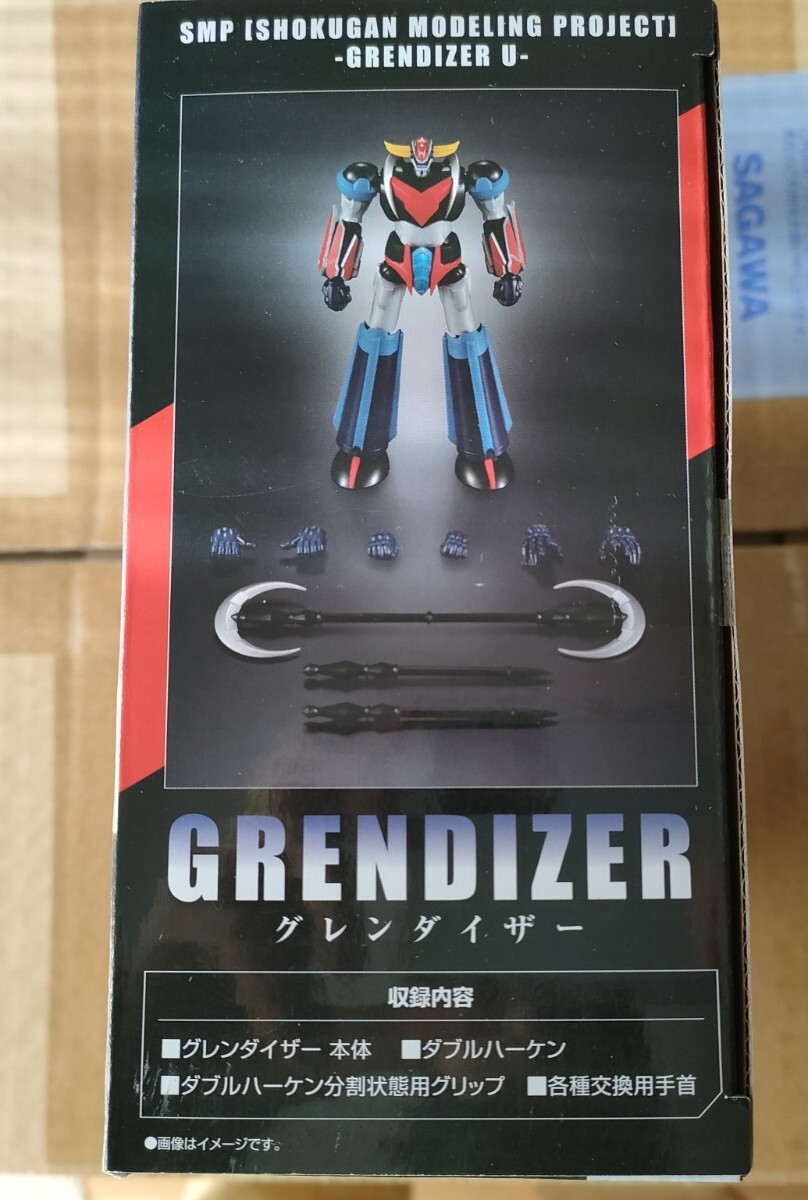 SMP [SHOKUGAN MODELING PROJECT]
-GRENDIZER U-
SAGAWA
GRENDIZER
グレンダイザー
収録内容
■グレンダイザー 本体 ■ダブルハーケン
■ダブルハーケン分割状態用グリップ ■各種交換用手首
●画像はイメージです。